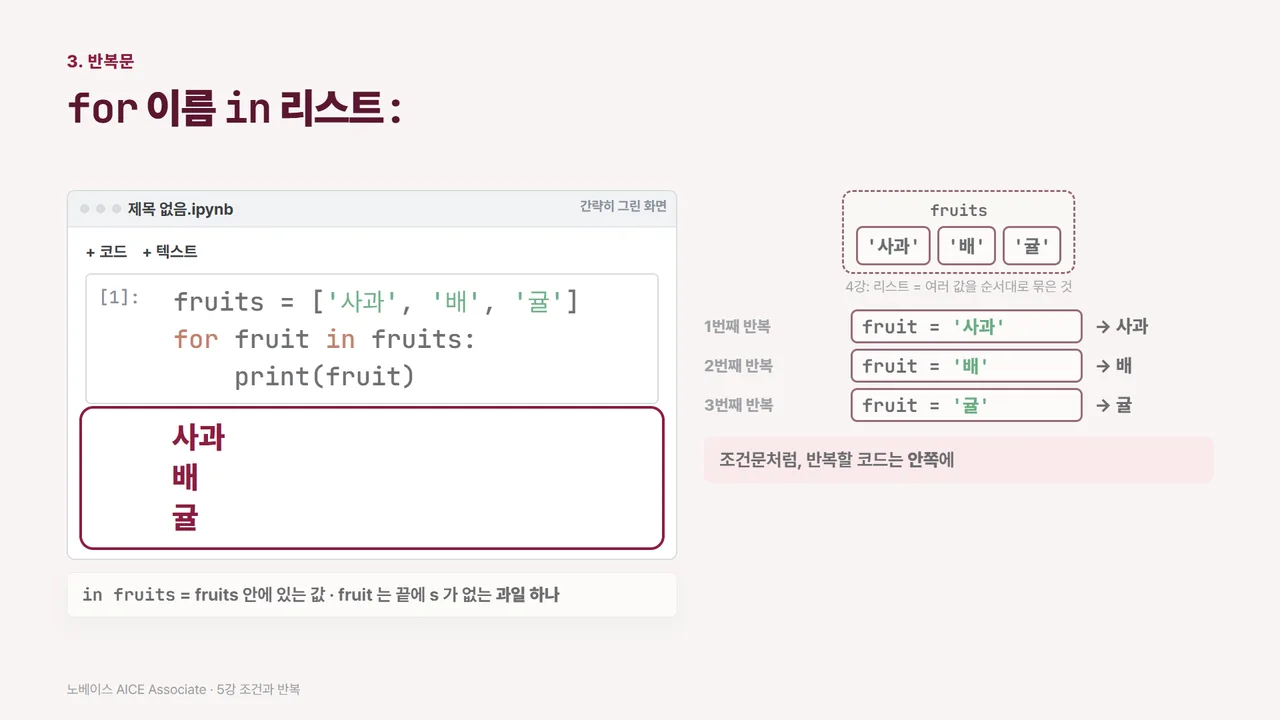 3. 반복문
for 이름 in 리스트:
제목 없음.ipynb
간략히 그린 화면
+ 코드 + 텍스트
[1]: fruits = ['사과', '배', '귤']
for fruit in fruits:
print(fruit)
사과
배
귤
in fruits = fruits 안에 있는 값 · fruit 는 끝에 s 가 없는 과일 하나
fruits
'사과' '배' '귤'
4강: 리스트 = 여러 값을 순서대로 묶은 것
1번째 반복 fruit = '사과' → 사과
2번째 반복 fruit = '배' → 배
3번째 반복 fruit = '귤' → 귤
조건문처럼, 반복할 코드는 안쪽에
노베이스 AICE Associate · 5강 조건과 반복